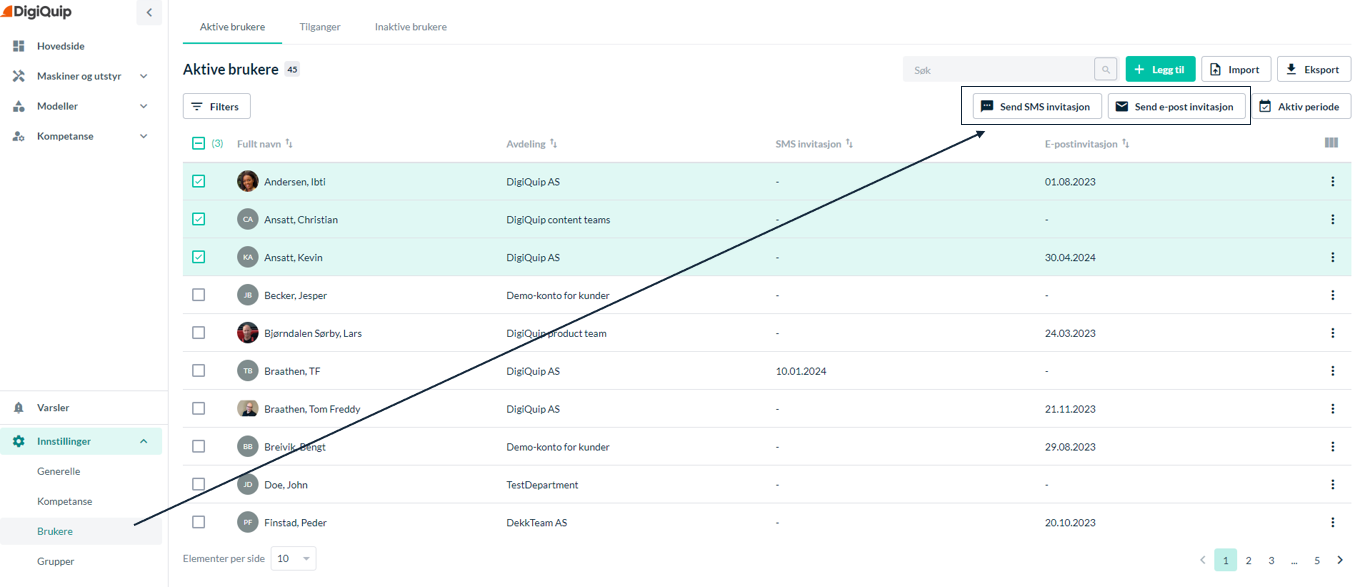 DigiQuip
Hovedside
Maskiner og utstyr
Modeller
Kompetanse
Varsler
Innstillinger
Generelle
Kompetanse
Brukere
Grupper
Aktive brukere Tilganger Inaktive brukere
Aktive brukere 45
Søk
Legg til
Import
Eksport
Filters
Send SMS invitasjon
Send e-post invitasjon
Aktiv periode
(3) Fullt navn Avdeling SMS invitasjon E-postinvitasjon
Andersen, Ibti DigiQuip AS - 01.08.2023
CA Ansatt, Christian DigiQuip content teams - -
KA Ansatt, Kevin DigiQuip AS - 30.04.2024
JB Becker, Jesper Demo-konto for kunder - -
Bjørndalen Sørby, Lars DigiQuip product team - 24.03.2023
TB Braathen, TF DigiQuip AS 10.01.2024 -
Braathen, Tom Freddy DigiQuip AS - 21.11.2023
BB Breivik, Bengt Demo-konto for kunder - 29.08.2023
JD Doe, John TestDepartment - -
PF Finstad, Peder DekkTeam AS - 20.10.2023
Elementer per side 10
1 2 3 ... 5